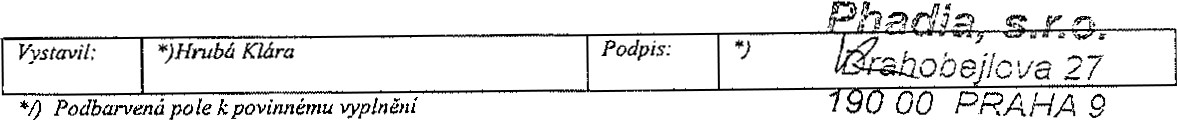 Phadia, s.r.o.
Vystavil: *)Hrubá Klára Podpis: *)
Drahobejlova 27
*/) Podbarvená pole k povinnému vyplnění
190 00 PRAHA 9